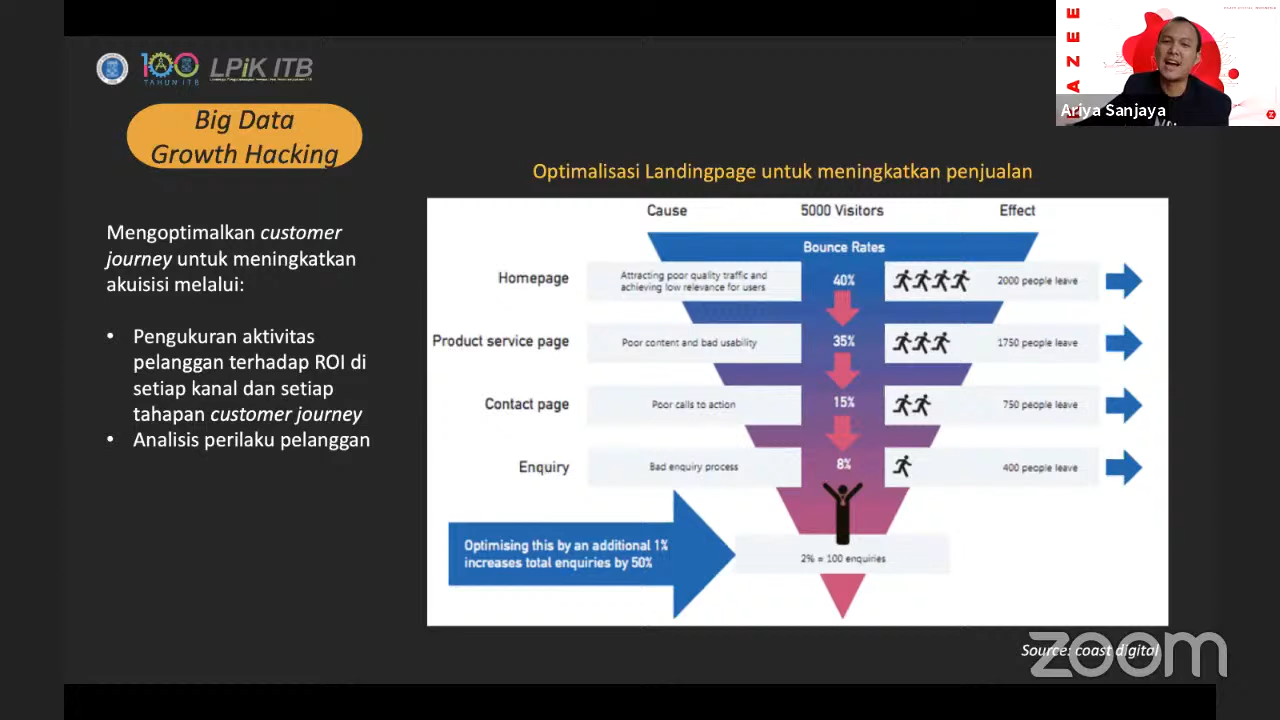 LPiK ITB
100
TAHUN ITB
Big Data
Growth Hacking
Mengoptimalkan customer
journey untuk meningkatkan
akuisisi melalui:
• Pengukuran aktivitas
pelanggan terhadap ROI di
setiap kanal dan setiap
tahapan customer journey
• Analisis perilaku pelanggan
Optimalisasi Landingpage untuk meningkatkan penjualan
Cause
5000 Visitors
Effect
Bounce Rates
Homepage
Attracting poor quality traffic and
achieving low relevance for users
40%
2000 people leave
Product service page
Poor content and bad usability
35%
1750 people leave
Contact page
Poor calls to action
15%
750 people leave
Enquiry
Bad enquiry process
8%
400 people leave
Optimising this by an additional 1%
increases total enquiries by 50%
2% = 100 enquiries
Source: coast digital
zoom
AZEE
Ariya Sanjaya